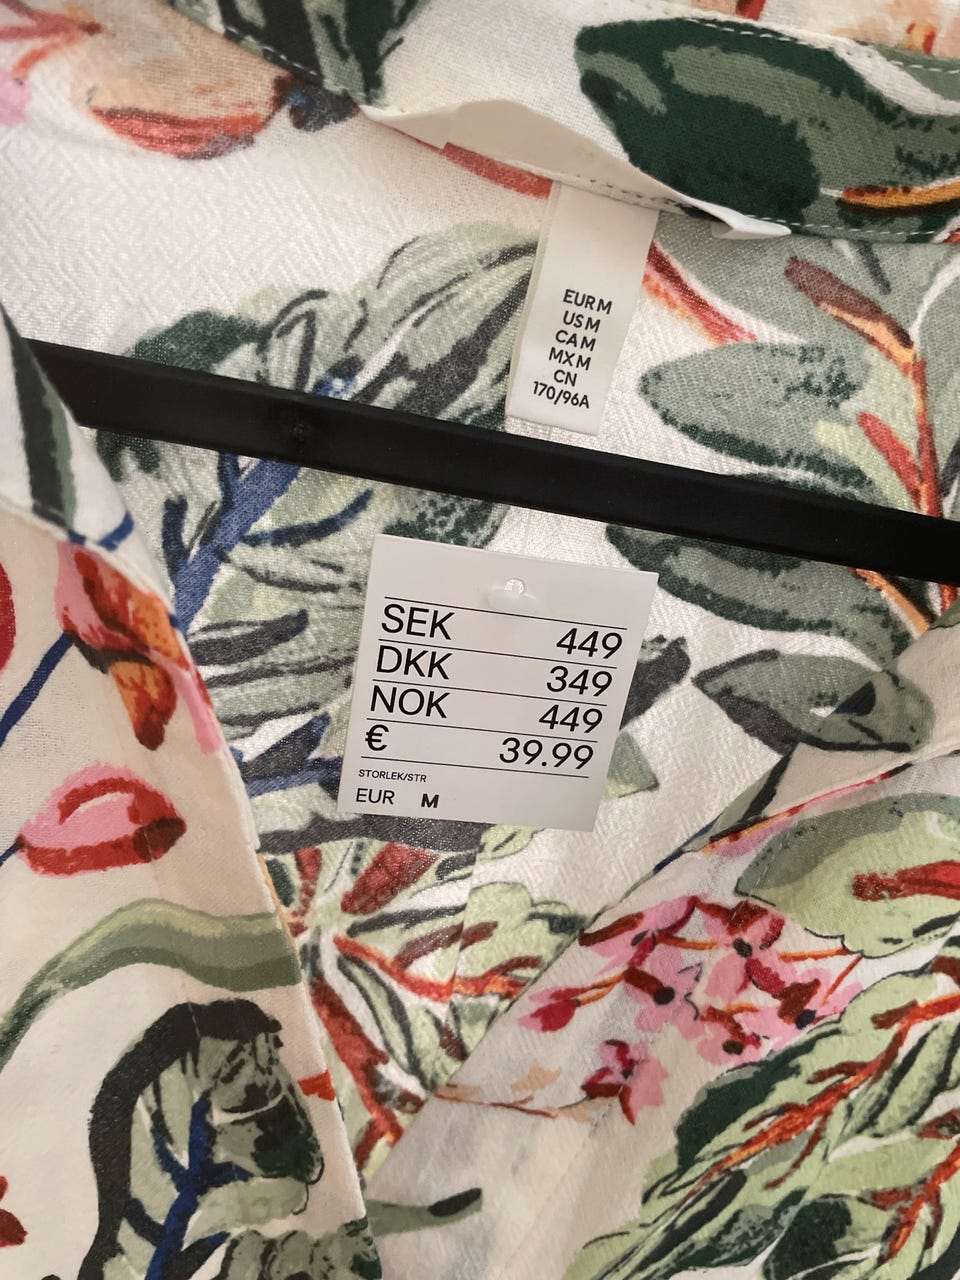 EUR M
US M
CA M
MX M
CN
170/96A
SEK 449
DKK 349
NOK 449
€ 39.99
STORLEK/STR
EUR M